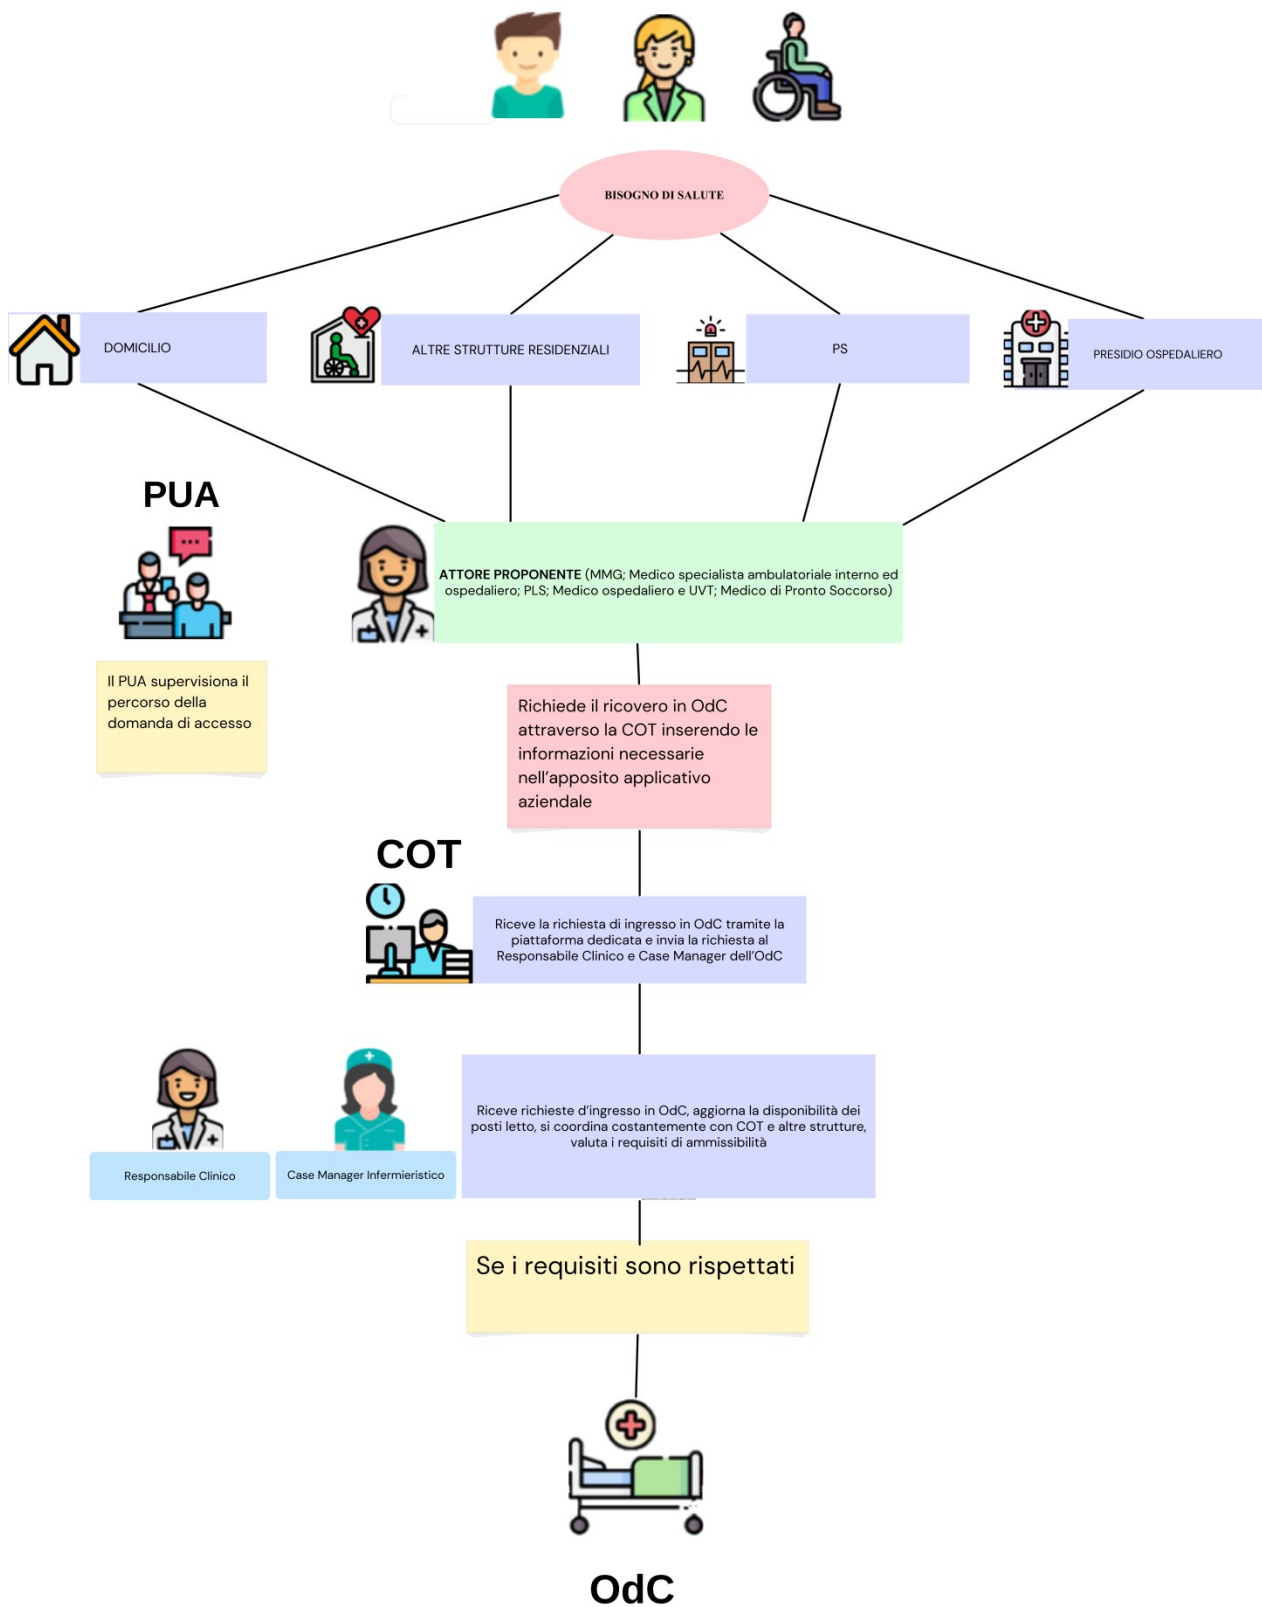 BISOGNO DI SALUTE
DOMICILIO
ALTRE STRUTTURE RESIDENZIALI
PS
PRESIDIO OSPEDALIERO
PUA
ATTORE PROPONENTE (MMG; Medico specialista ambulatoriale interno ed
ospedaliero; PLS; Medico ospedaliero e UVT; Medico di Pronto Soccorso)
Il PUA supervisiona il
percorso della
domanda di accesso
Richiede il ricovero in OdC
attraverso la COT inserendo le
informazioni necessarie
nell'apposito applicativo
aziendale
COT
Riceve la richiesta di ingresso in OdC tramite la
piattaforma dedicata e invia la richiesta al
Responsabile Clinico e Case Manager dell'OdC
Responsabile Clinico
Case Manager Infermieristico
Riceve richieste d'ingresso in OdC, aggiorna la disponibilità dei
posti letto, si coordina costantemente con COT e altre strutture,
valuta i requisiti di ammissibilità
Se i requisiti sono rispettati
OdC